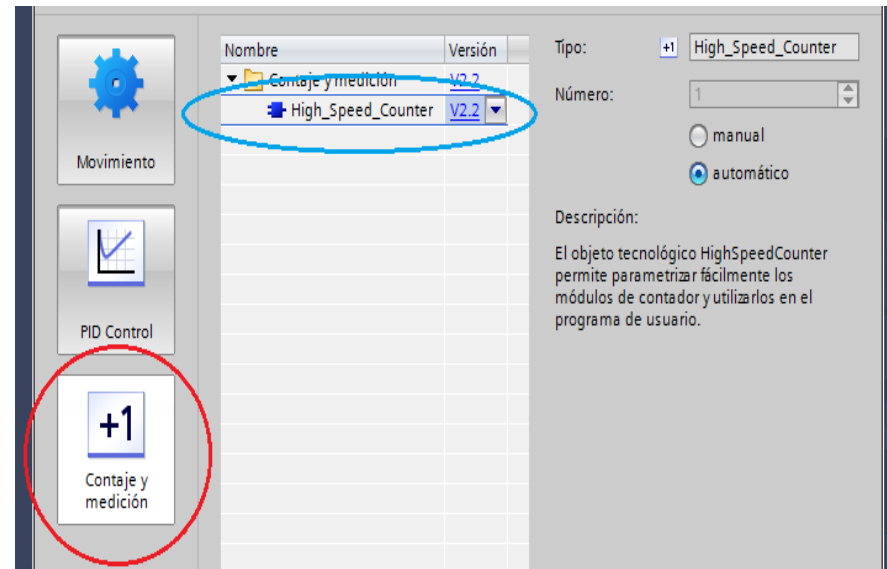 Movimiento
PID Control
+1
Contaje y
medición
Nombre Versión
Contaje y medición V2.2
High_Speed_Counter V2.2
Tipo: +1 High_Speed_Counter
Número: 1
manual
automático
Descripción:
El objeto tecnológico HighSpeedCounter
permite parametrizar fácilmente los
módulos de contador y utilizarlos en el
programa de usuario.